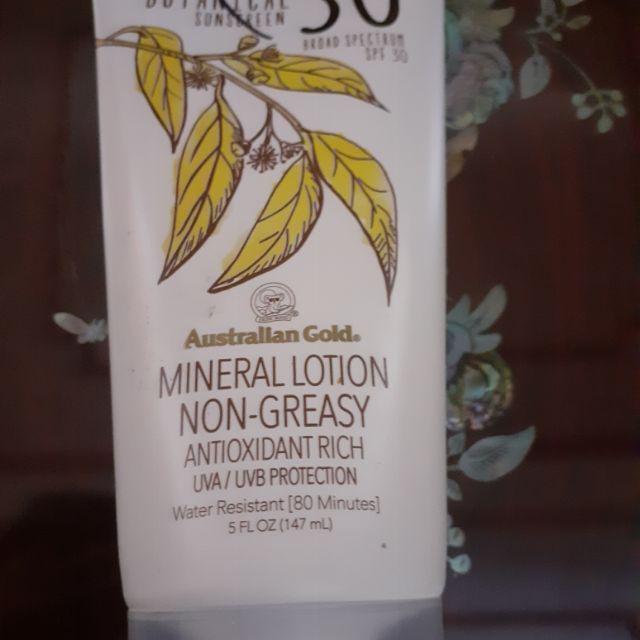 BOTANICAL
SUNSCREEN
30
BROAD SPECTRUM
SPF 30
Australian Gold®
MINERAL LOTION
NON-GREASY
ANTIOXIDANT RICH
UVA / UVB PROTECTION
Water Resistant [80 Minutes]
5 FL OZ (147 mL)